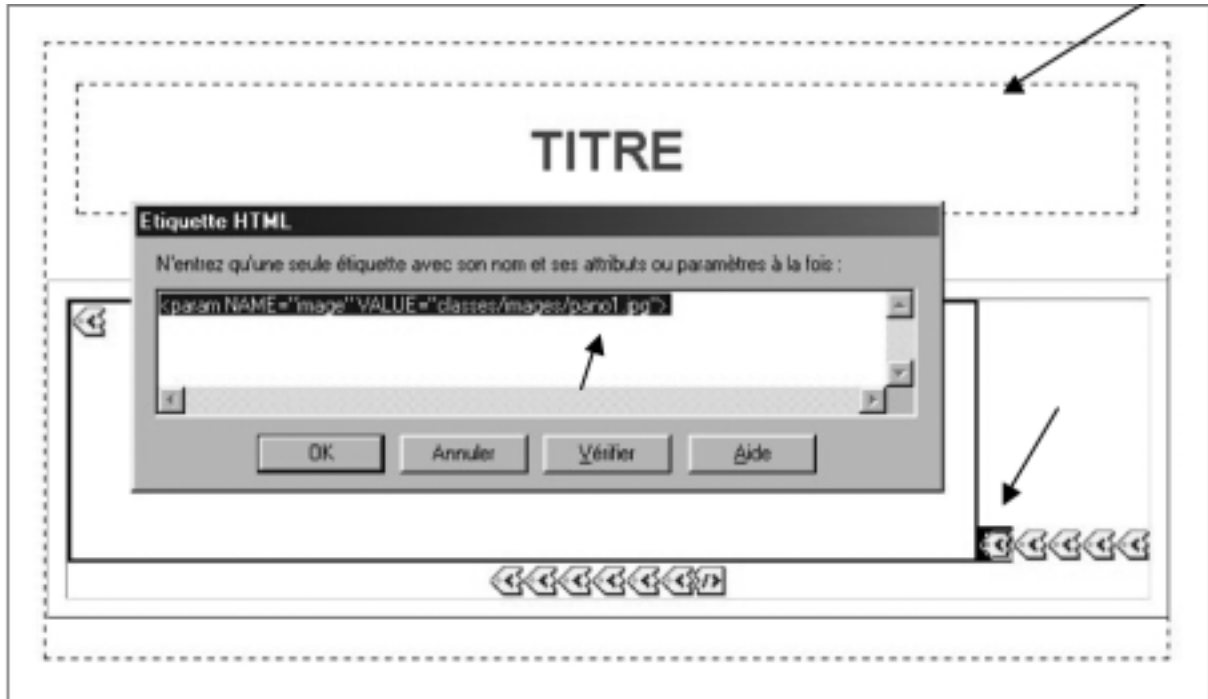 TITRE
Etiquette HTML
N'entrez qu'une seule étiquette avec son nom et ses attributs ou paramètres à la fois :
<param NAME="image" VALUE="classes/images/pano1.jpg">
OK Annuler Vérifier Aide